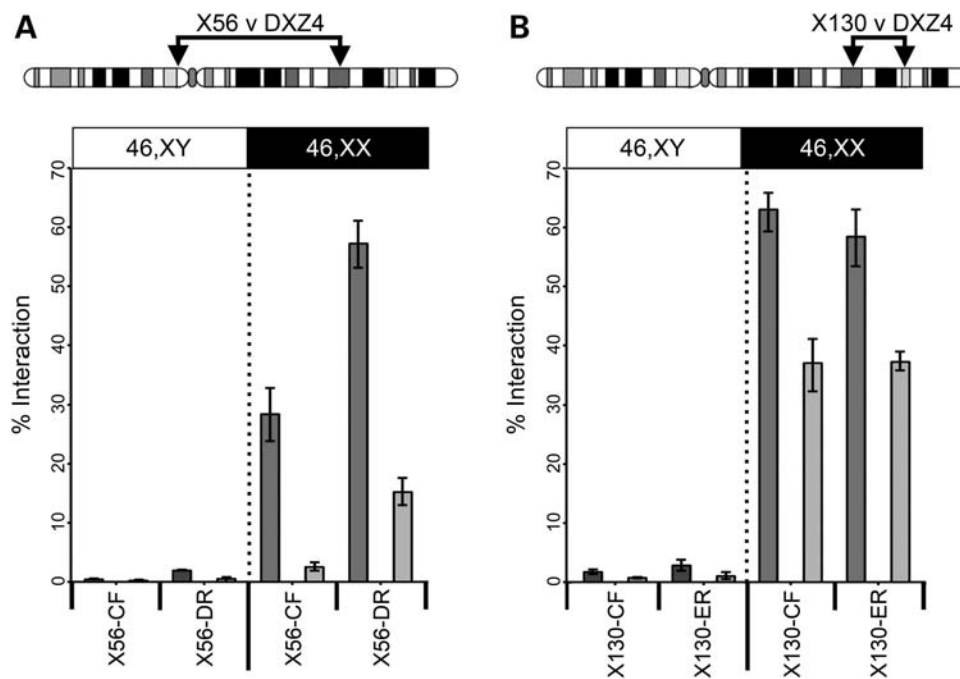 A
X56 v DXZ4
46,XY
46,XX
% Interaction
70
60
50
40
30
20
10
0
X56-CF
X56-DR
X56-CF
X56-DR
B
X130 v DXZ4
46,XY
46,XX
% Interaction
70
60
50
40
30
20
10
0
X130-CF
X130-ER
X130-CF
X130-ER